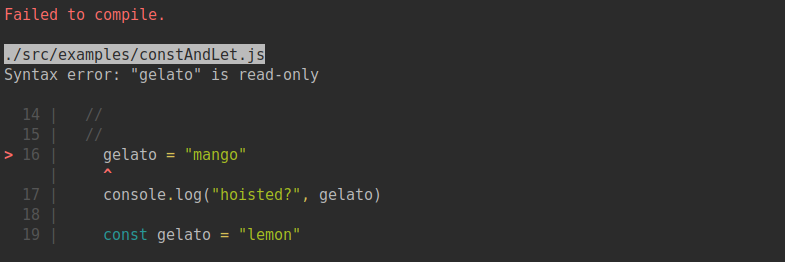 Failed to compile.
./src/examples/constAndLet.js
Syntax error: "gelato" is read-only
  14 |   //
  15 |   //
> 16 |     gelato = "mango"
     |     ^
  17 |     console.log("hoisted?", gelato)
  18 |
  19 |     const gelato = "lemon"